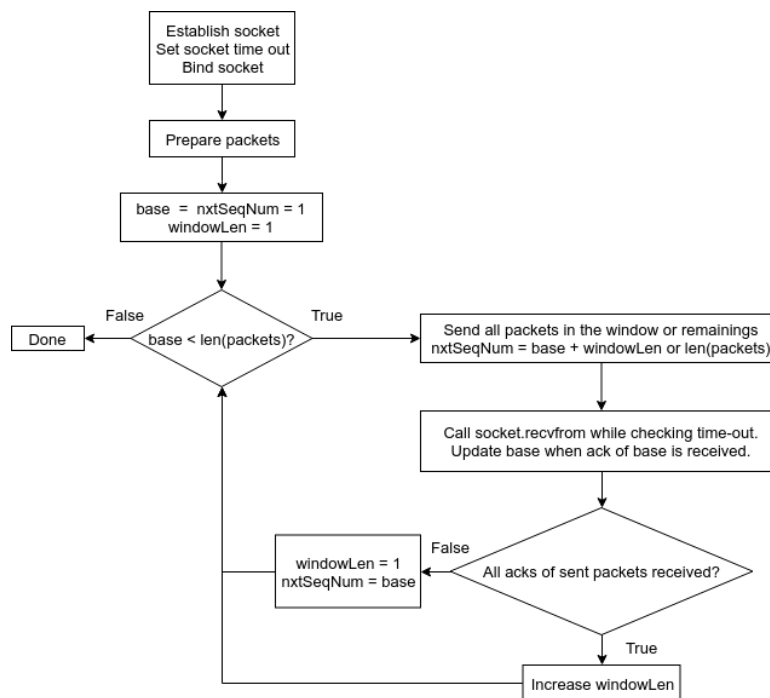 Establish socket
Set socket time out
Bind socket
Prepare packets
base = nxtSeqNum = 1
windowLen = 1
False
True
Done
base < len(packets)?
Send all packets in the window or remainings
nxtSeqNum = base + windowLen or len(packets)
Call socket.recvfrom while checking time-out.
Update base when ack of base is received.
False
windowLen = 1
nxtSeqNum = base
All acks of sent packets received?
True
Increase windowLen